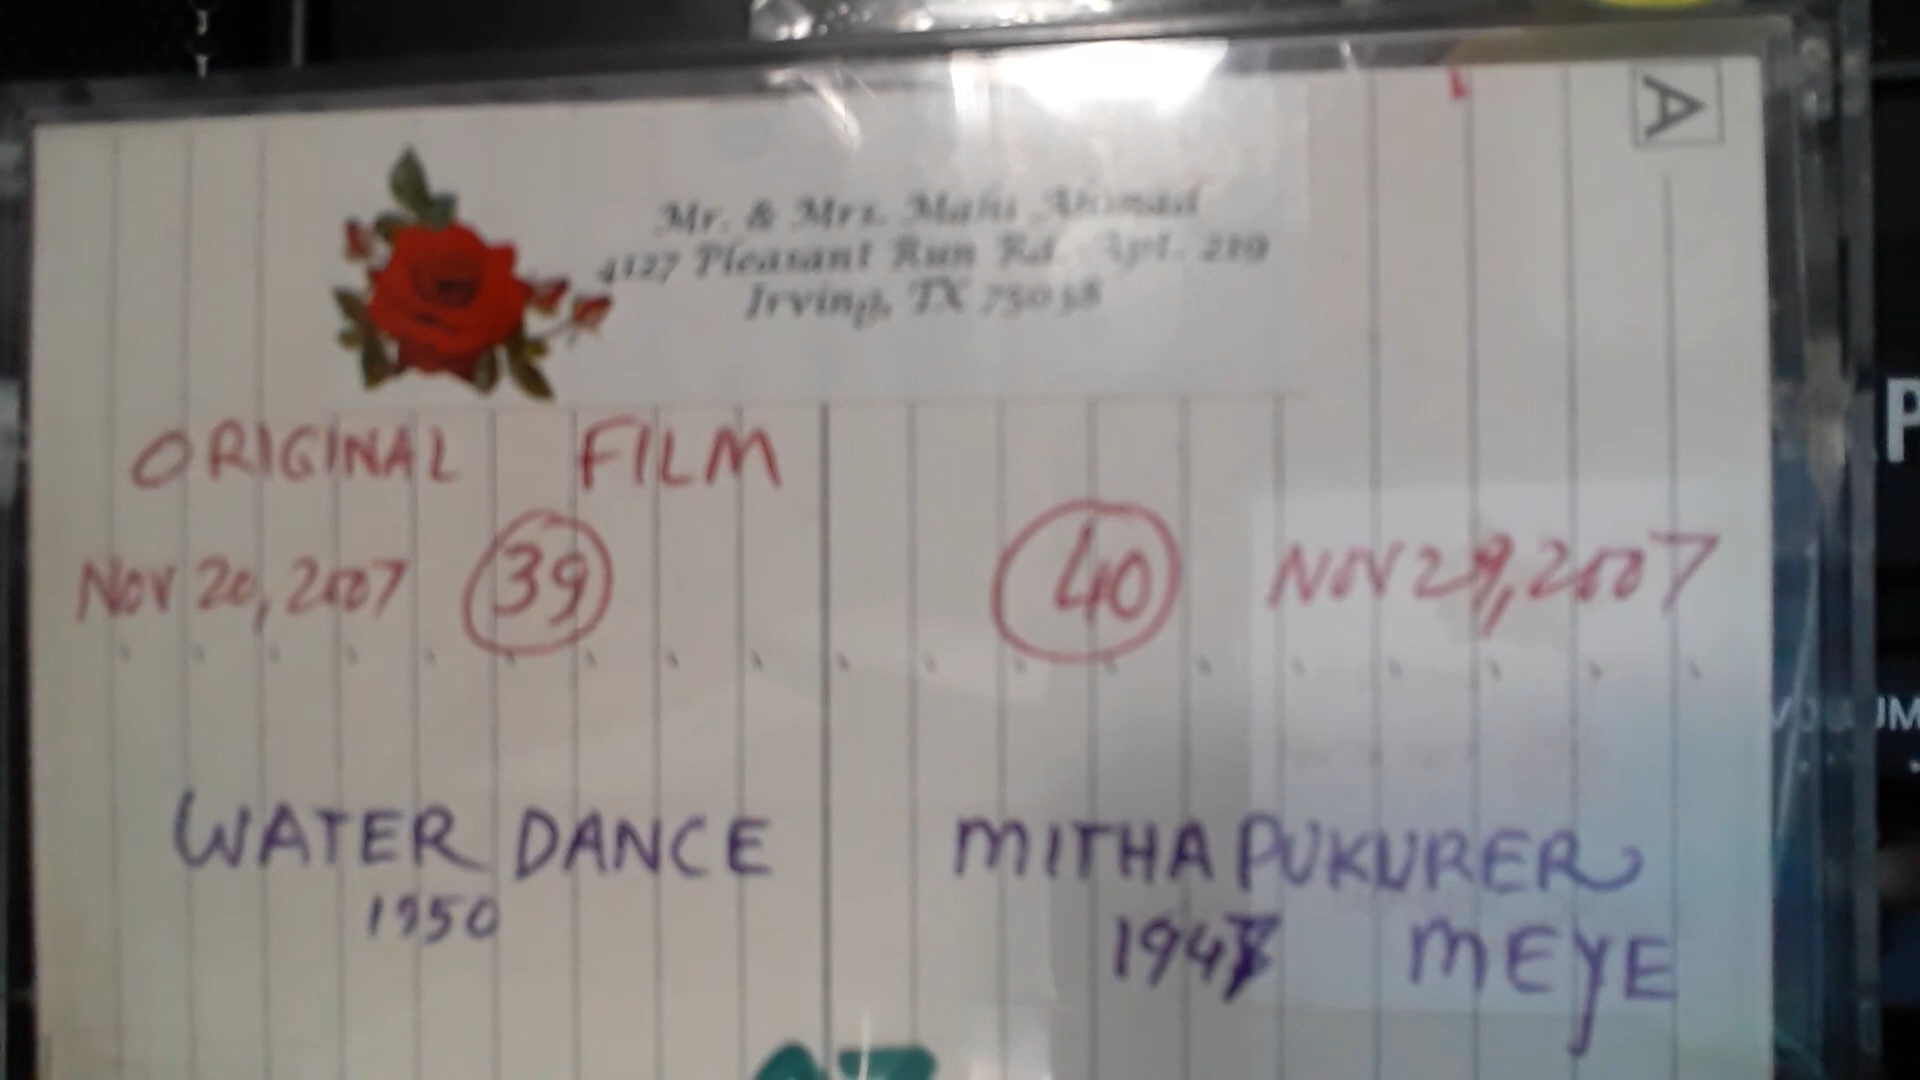 A
Mr. & Mrs. Mahi Ahmad
4127 Pleasant Run Rd. Apt. 219
Irving, TX 75038
ORIGINAL FILM
NOV 20, 2007 39
40 NOV 29, 2007
WATER DANCE
1950
MITHA PUKURER
MEYE